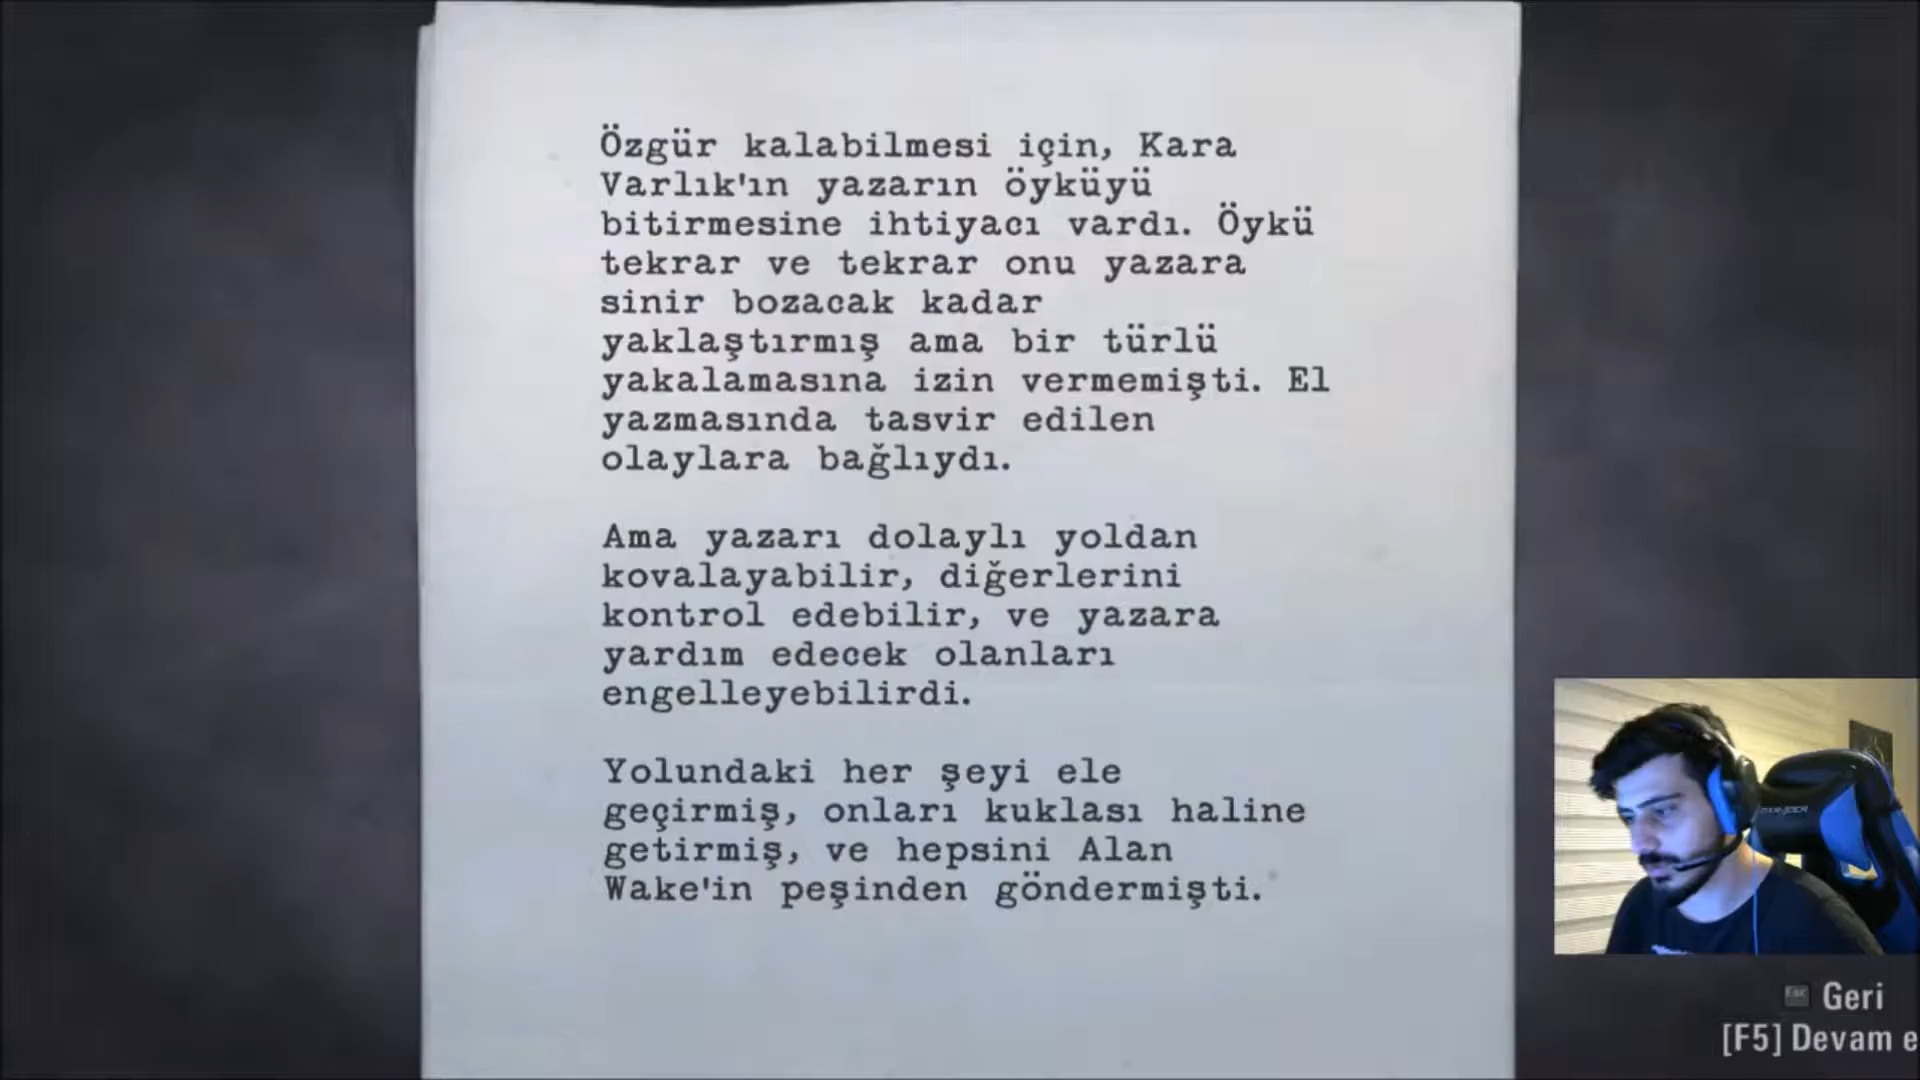 Özgür kalabilmesi için, Kara
Varlık'ın yazarın öyküyü
bitirmesine ihtiyacı vardı. Öykü
tekrar ve tekrar onu yazara
sinir bozacak kadar
yaklaştırmış ama bir türlü
yakalamasına izin vermemişti. El
yazmasında tasvir edilen
olaylara bağlıydı.
Ama yazarı dolaylı yoldan
kovalayabilir, diğerlerini
kontrol edebilir, ve yazara
yardım edecek olanları
engelleyebilirdi.
Yolundaki her şeyi ele
geçirmiş, onları kuklası haline
getirmiş, ve hepsini Alan
Wake'in peşinden göndermişti.
Esc Geri
[F5] Devam e